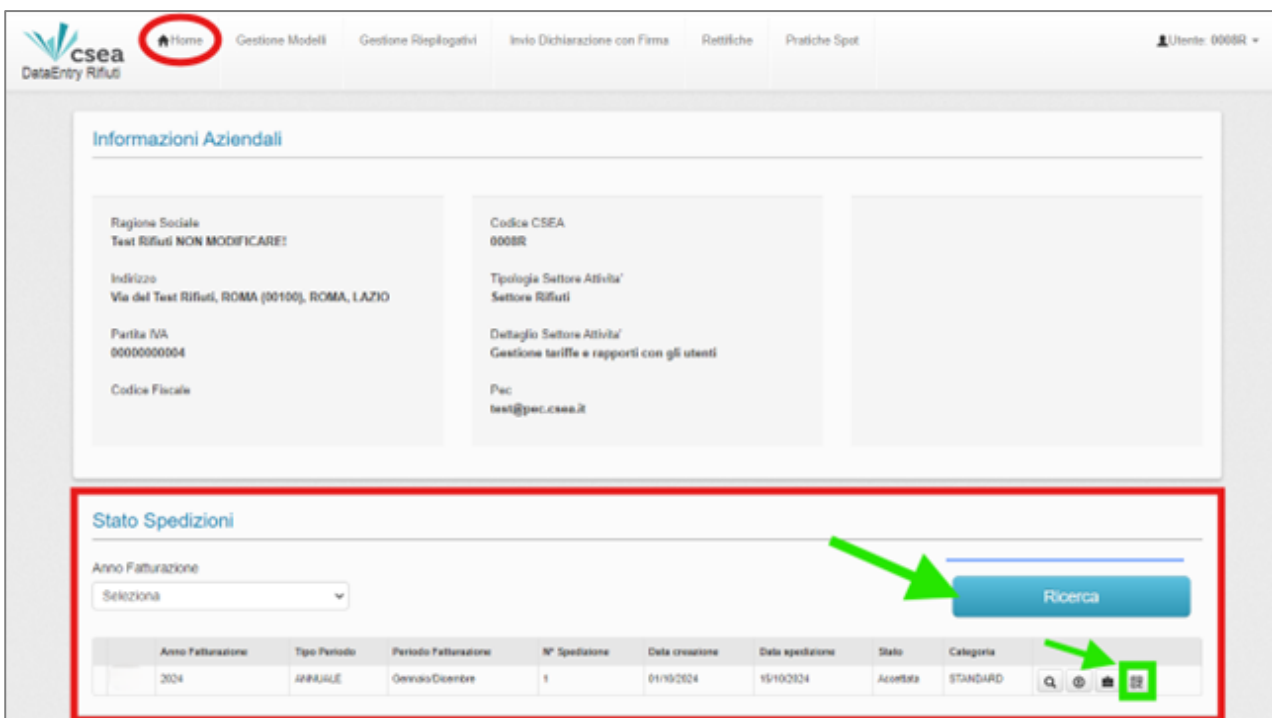 csea
DataEntry Rifiuti
Home
Gestione Modelli
Gestione Riepilogativi
Invio Dichiarazione con Firma
Rettifiche
Pratiche Spot
Utente: 0008R
Informazioni Aziendali
Ragione Sociale
Test Rifiuti NON MODIFICARE!
Indirizzo
Via del Test Rifiuti, ROMA (00100), ROMA, LAZIO
Partita IVA
00000000004
Codice Fiscale
Codice CSEA
0008R
Tipologia Settore Attivita'
Settore Rifiuti
Dettaglio Settore Attivita'
Gestione tariffe e rapporti con gli utenti
Pec
test@pec.csea.it
Stato Spedizioni
Anno Fatturazione
Seleziona
Ricerca
Anno Fatturazione Tipo Periodo Periodo Fatturazione N° Spedizione Data creazione Data spedizione Stato Categoria
2024 ANNUALE Gennaio/Dicembre 1 01/10/2024 15/10/2024 Accettata STANDARD